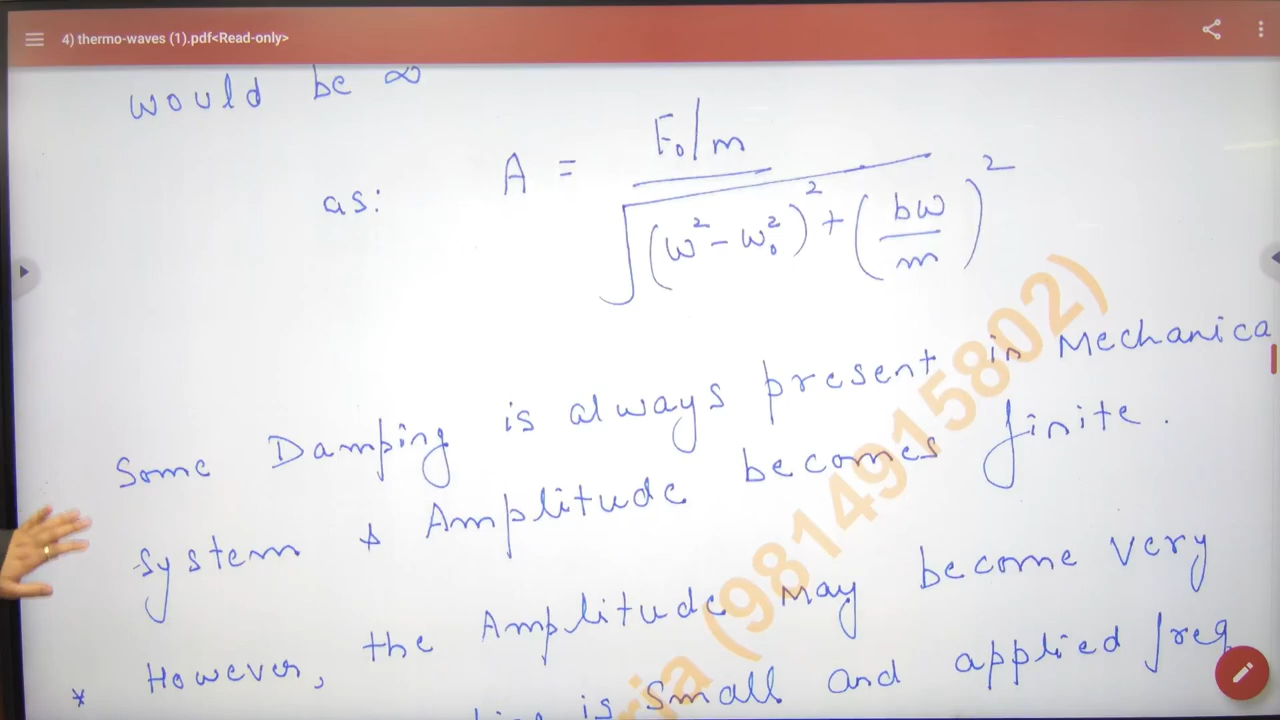 4) thermo-waves (1).pdf<Read-only>
would be ∞
as: A = F₀/m / √((ω² - ω₀²)² + (bω/m)²)
Some Damping is always present in Mechanica
system & Amplitude becomes finite.
* However, the Amplitude may become very
is small and applied freq
(9814915802)